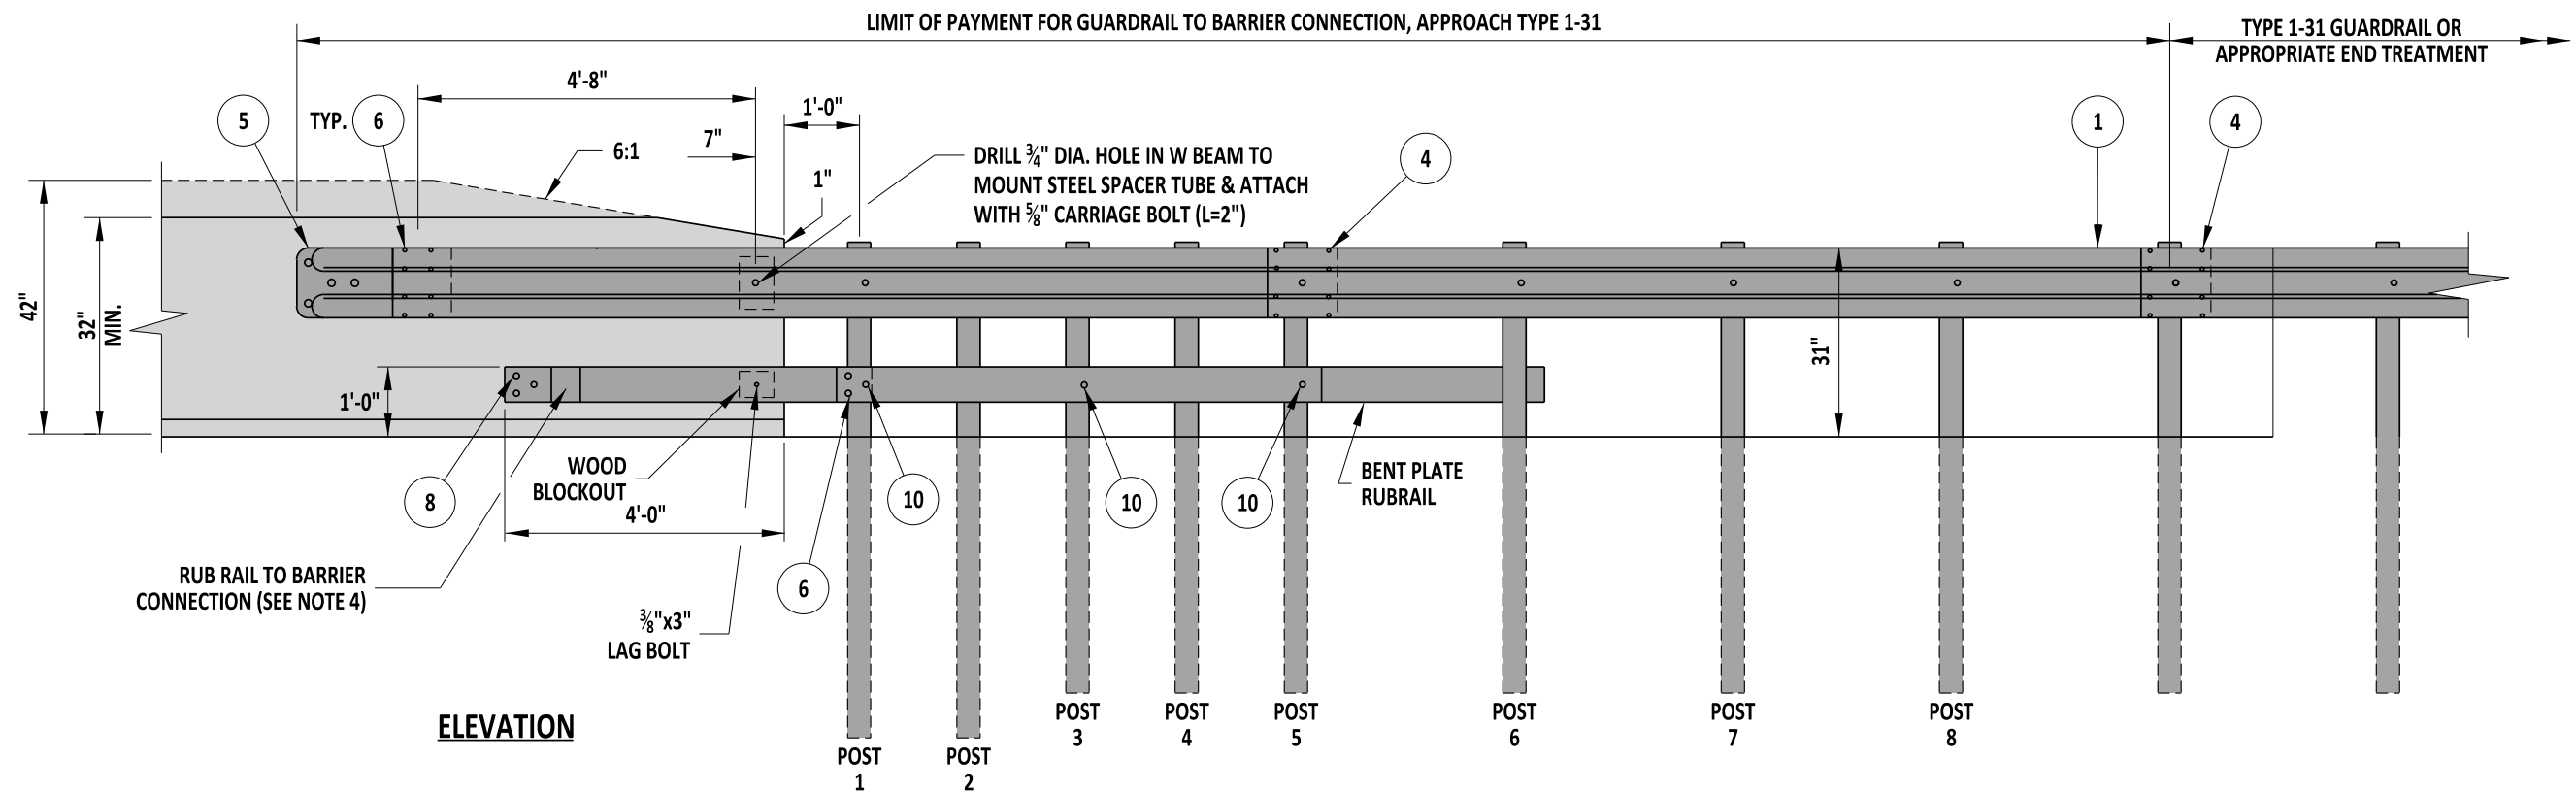 LIMIT OF PAYMENT FOR GUARDRAIL TO BARRIER CONNECTION, APPROACH TYPE 1-31
TYPE 1-31 GUARDRAIL OR
APPROPRIATE END TREATMENT
4'-8"
1'-0"
5
TYP. 6
7"
6:1
1"
DRILL ¾" DIA. HOLE IN W BEAM TO
MOUNT STEEL SPACER TUBE & ATTACH
WITH ⅝" CARRIAGE BOLT (L=2")
4
1
4
42"
32"
MIN.
31"
1'-0"
WOOD
BLOCKOUT
8
4'-0"
10
10
10
BENT PLATE
RUBRAIL
RUB RAIL TO BARRIER
CONNECTION (SEE NOTE 4)
6
⅜"x3"
LAG BOLT
ELEVATION
POST
1
POST
2
POST
3
POST
4
POST
5
POST
6
POST
7
POST
8